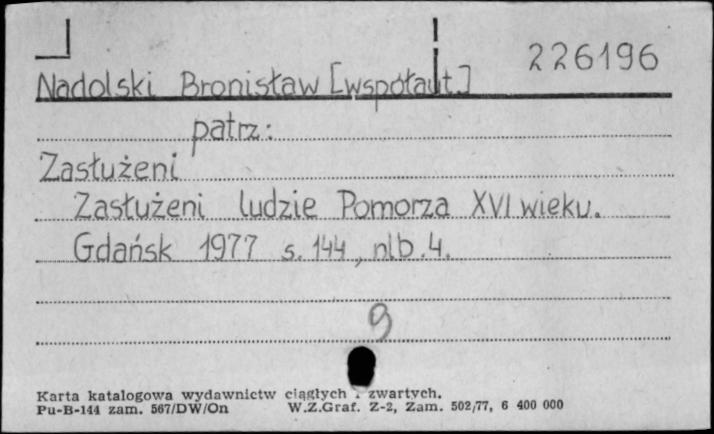 226196
Nadolski Bronisław [współaut.]
patrz:
Zasłużeni
Zasłużeni ludzie Pomorza XVI wieku.
Gdańsk 1977 s. 144, nlb. 4.
9
Karta katalogowa wydawnictw ciągłych i zwartych.
Pu-B-144 zam. 567/DW/On W.Z.Graf. Z-2, Zam. 502/77, 6 400 000